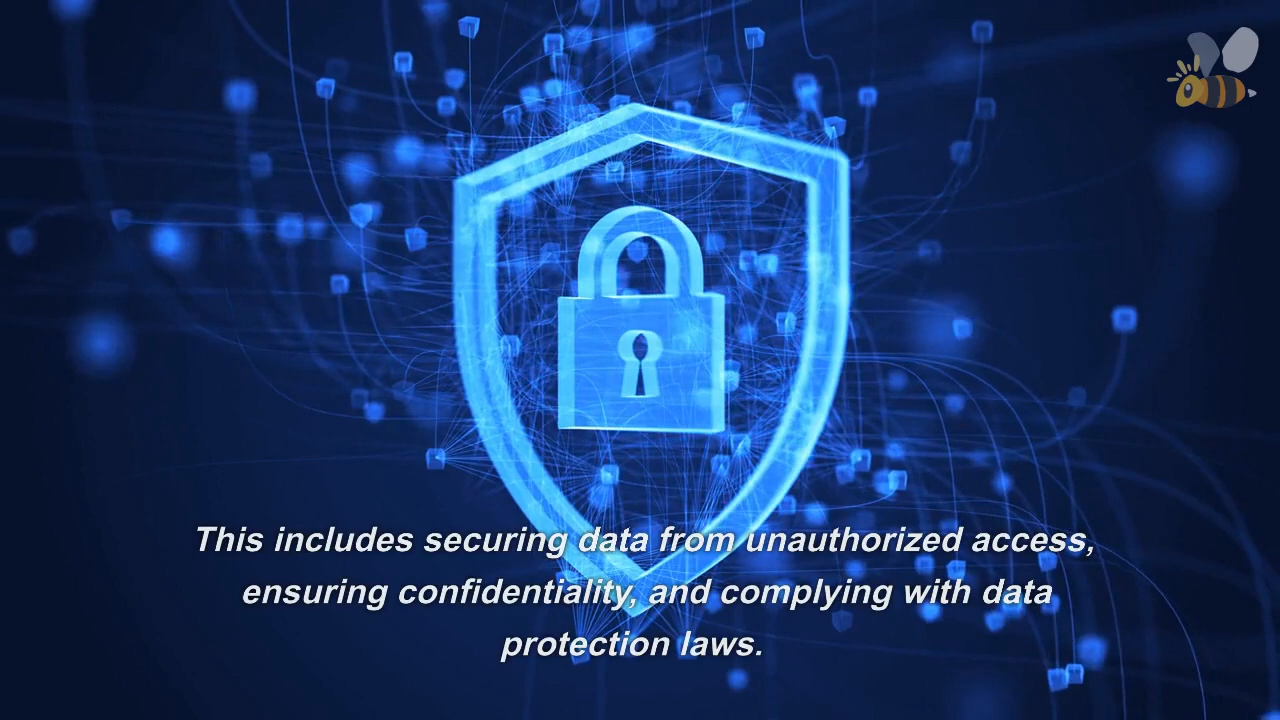 This includes securing data from unauthorized access,
ensuring confidentiality, and complying with data
protection laws.